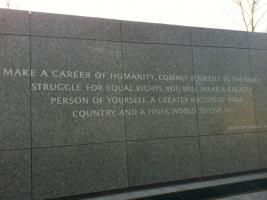 MAKE A CAREER OF HUMANITY. COMMIT YOURSELF TO THE NOBLE
STRUGGLE FOR EQUAL RIGHTS. YOU WILL MAKE A GREATER
PERSON OF YOURSELF, A GREATER NATION OF YOUR
COUNTRY, AND A FINER WORLD TO LIVE IN.